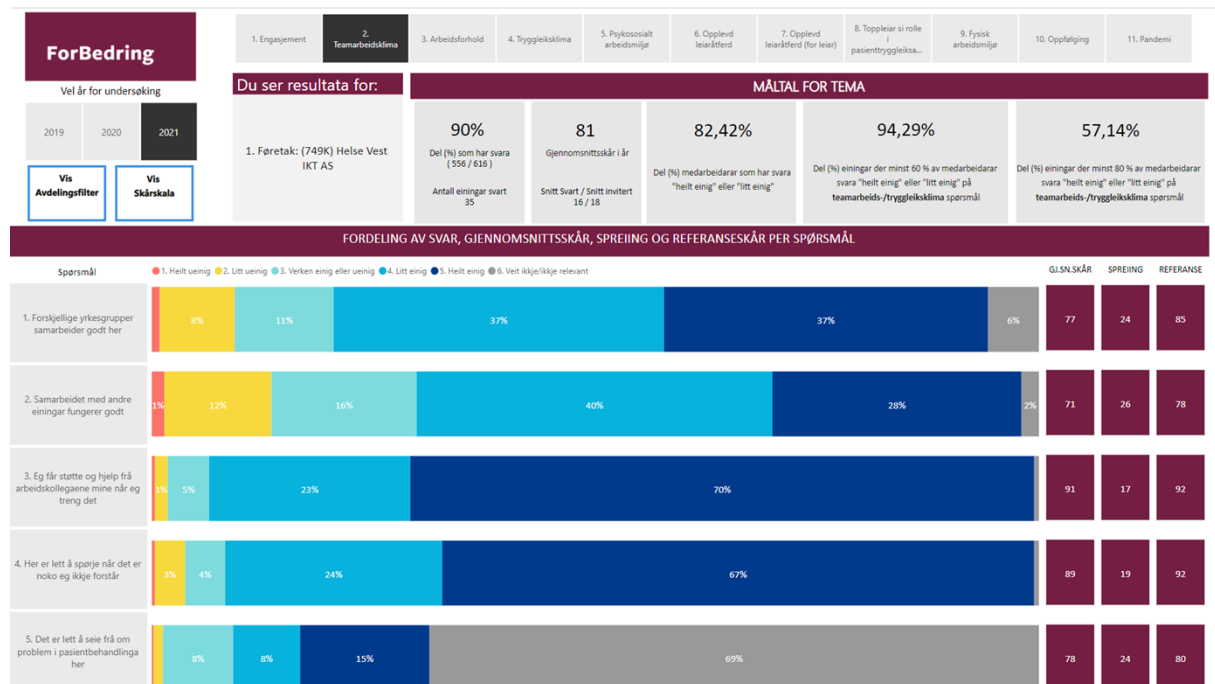 ForBedring
Vel år for undersøking
2019
2020
2021
Vis
Avdelingsfilter
Vis
Skårskala
1. Engasjement
2.
Teamarbeidsklima
3. Arbeidsforhold
4. Tryggleiksklima
5. Psykososialt
arbeidsmiljø
6. Opplevd
leiaråtferd
7. Opplevd
leiaråtferd (for leiar)
8. Toppleiar si rolle
i
pasienttryggleiksa...
9. Fysisk
arbeidsmiljø
10. Oppfølging
11. Pandemi
Du ser resultata for:
1. Føretak: (749K) Helse Vest
IKT AS
MÅLTAL FOR TEMA
90%
Del (%) som har svara
( 556 / 616 )
Antall einingar svart
35
81
Gjennomsnittsskår i år
Snitt Svart / Snitt invitert
16 / 18
82,42%
Del (%) medarbeidarar som har svara
"heilt einig" eller "litt einig"
94,29%
Del (%) einingar der minst 60 % av medarbeidarar
svara "heilt einig" eller "litt einig" på
teamarbeids-/tryggleiksklima spørsmål
57,14%
Del (%) einingar der minst 80 % av medarbeidarar
svara "heilt einig" eller "litt einig" på
teamarbeids-/tryggleiksklima spørsmål
FORDELING AV SVAR, GJENNOMSNITTSSKÅR, SPREIING OG REFERANSESKÅR PER SPØRSMÅL
Spørsmål
1. Heilt ueinig 2. Litt ueinig 3. Verken einig eller ueinig 4. Litt einig 5. Heilt einig 6. Veit ikkje/ikkje relevant
GJ.SN.SKÅR SPREIING REFERANSE
1. Forskjellige yrkesgrupper
samarbeider godt her
8% 11% 37% 37% 6% 77 24 85
2. Samarbeidet med andre
einingar fungerer godt
1% 12% 16% 40% 28% 2% 71 26 78
3. Eg får støtte og hjelp frå
arbeidskollegaene mine når eg
treng det
1% 5% 23% 70% 91 17 92
4. Her er lett å spørje når det er
noko eg ikkje forstår
3% 4% 24% 67% 89 19 92
5. Det er lett å seie frå om
problem i pasientbehandlinga
her
8% 8% 15% 69% 78 24 80